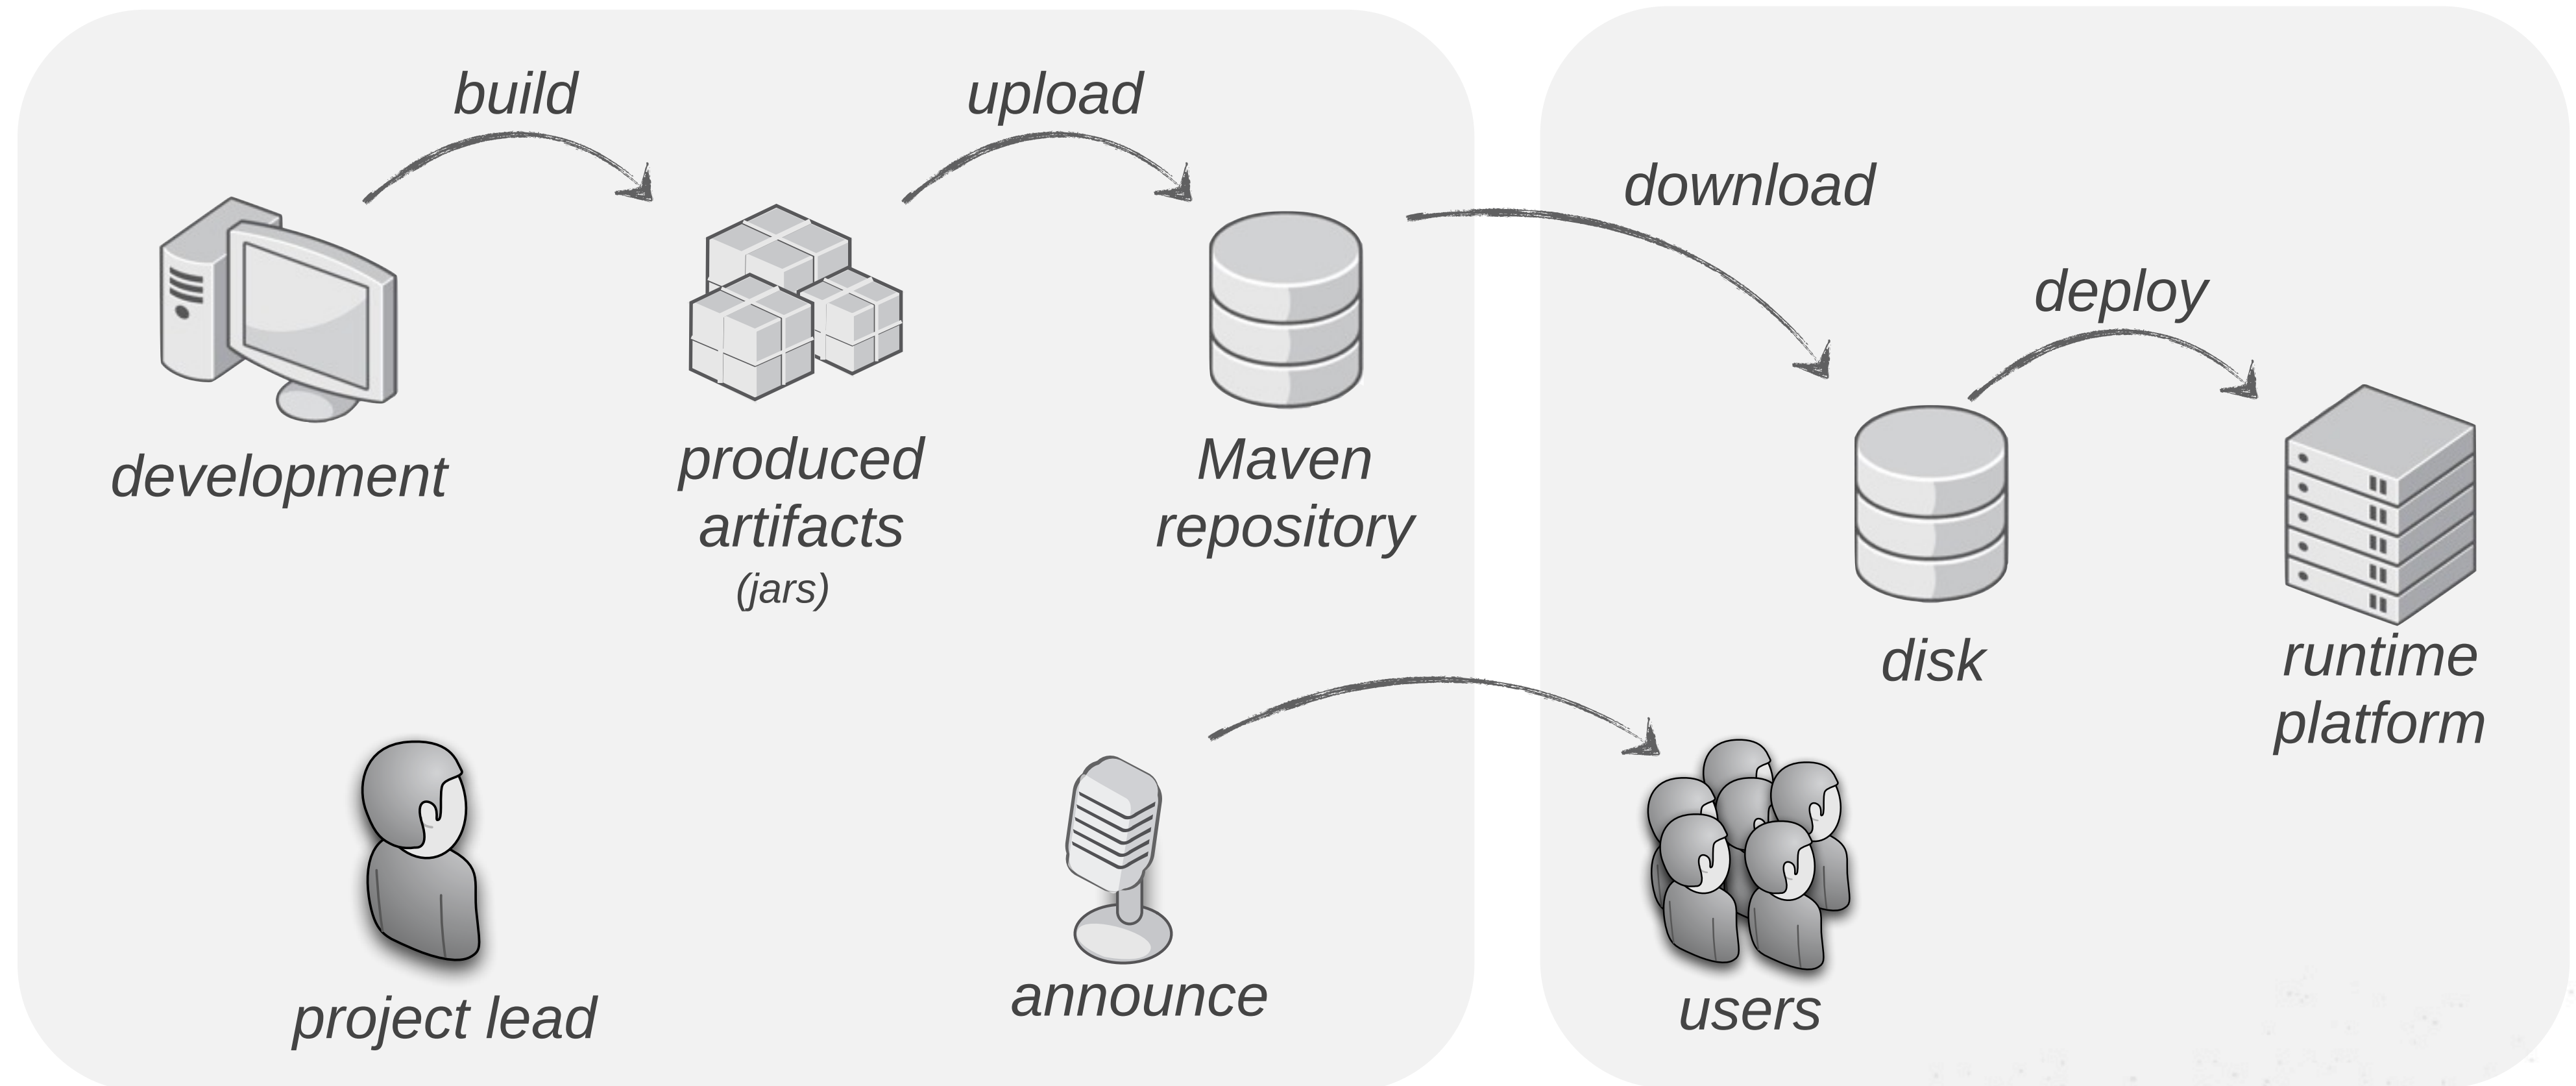 build
upload
download
deploy
development
produced
artifacts
(jars)
Maven
repository
disk
runtime
platform
project lead
announce
users